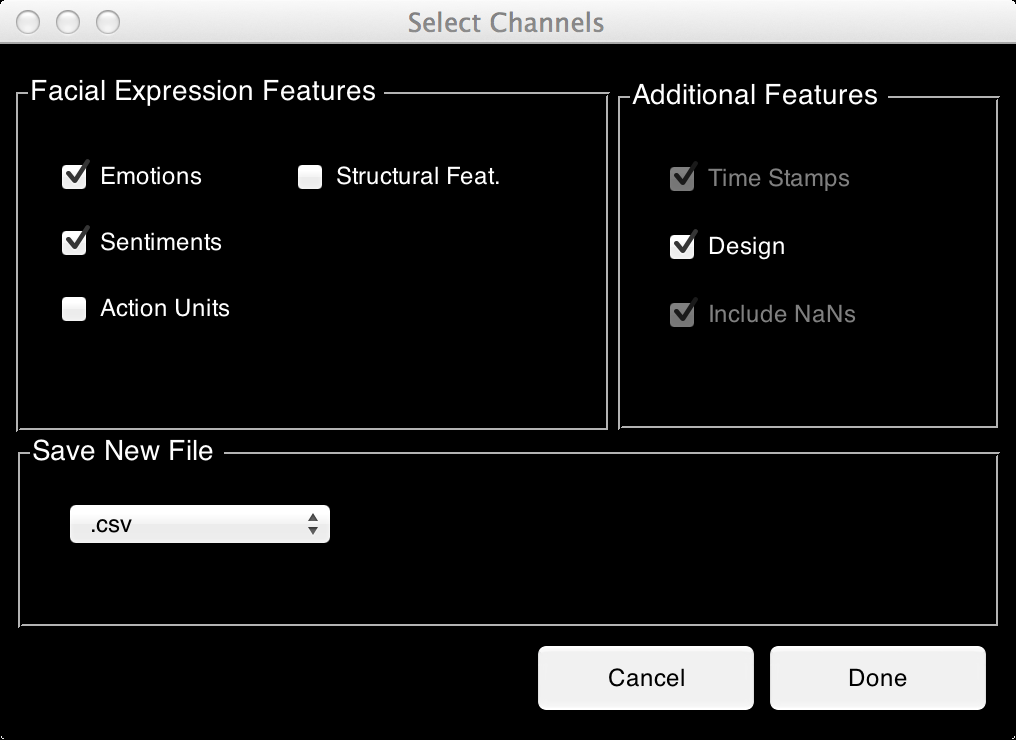 Select Channels
Facial Expression Features
Emotions
Structural Feat.
Sentiments
Action Units
Additional Features
Time Stamps
Design
Include NaNs
Save New File
.csv
Cancel
Done